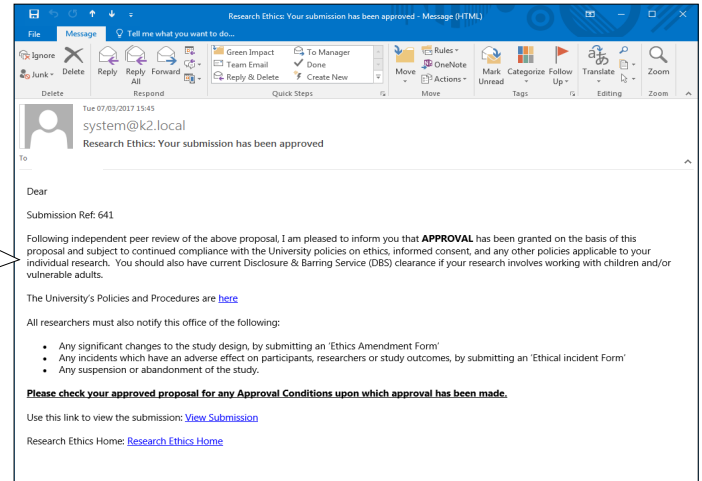 Research Ethics: Your submission has been approved - Message (HTML)
File Message Tell me what you want to do...
Ignore
Junk
Delete
Reply
Reply All
Forward
Green Impact
Team Email
Reply & Delete
To Manager
Done
Create New
Move
Rules
OneNote
Actions
Mark Unread
Categorize
Follow Up
Translate
Zoom
Delete Respond Quick Steps Move Tags Editing Zoom
Tue 07/03/2017 15:45
system@k2.local
Research Ethics: Your submission has been approved
To
Dear
Submission Ref: 641
Following independent peer review of the above proposal, I am pleased to inform you that APPROVAL has been granted on the basis of this
proposal and subject to continued compliance with the University policies on ethics, informed consent, and any other policies applicable to your
individual research. You should also have current Disclosure & Barring Service (DBS) clearance if your research involves working with children and/or
vulnerable adults.
The University's Policies and Procedures are here
All researchers must also notify this office of the following:
• Any significant changes to the study design, by submitting an 'Ethics Amendment Form'
• Any incidents which have an adverse effect on participants, researchers or study outcomes, by submitting an 'Ethical incident Form'
• Any suspension or abandonment of the study.
Please check your approved proposal for any Approval Conditions upon which approval has been made.
Use this link to view the submission: View Submission
Research Ethics Home: Research Ethics Home